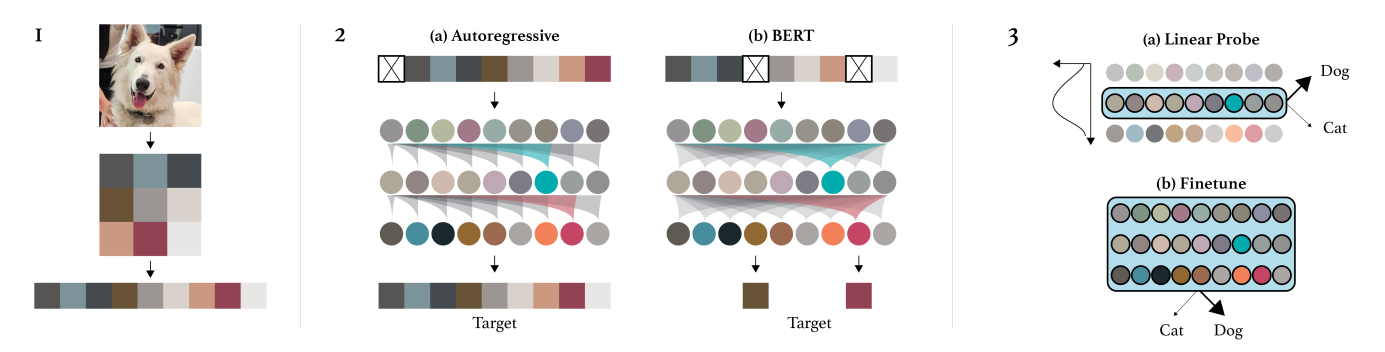 1
2
(a) Autoregressive
Target
(b) BERT
Target
3
(a) Linear Probe
Dog
Cat
(b) Finetune
Cat
Dog